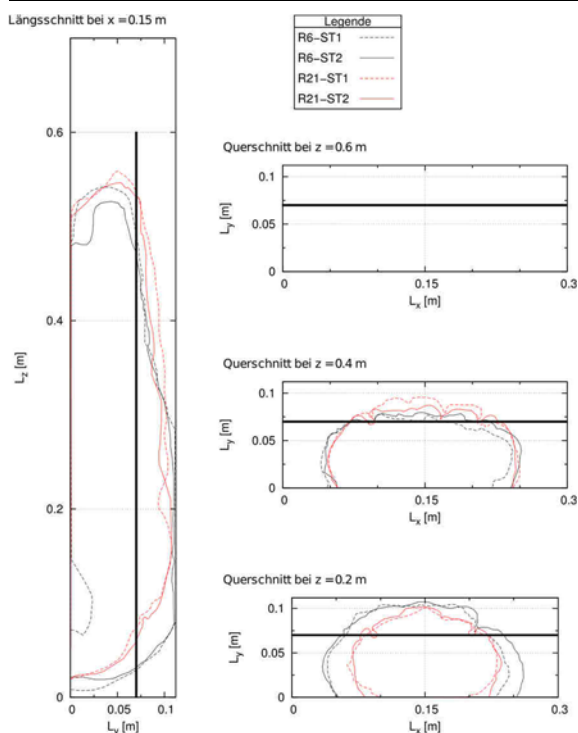 Längsschnitt bei x = 0.15 m
Legende
R6-ST1
R6-ST2
R21-ST1
R21-ST2
0.6
0.4
0.2
0
L_z [m]
0 0.05 0.1
L_y [m]
Querschnitt bei z = 0.6 m
0.1
0.05
0
L_y [m]
0 0.15 0.3
L_x [m]
Querschnitt bei z = 0.4 m
0.1
0.05
0
L_y [m]
0 0.15 0.3
L_x [m]
Querschnitt bei z = 0.2 m
0.1
0.05
0
L_y [m]
0 0.15 0.3
L_x [m]